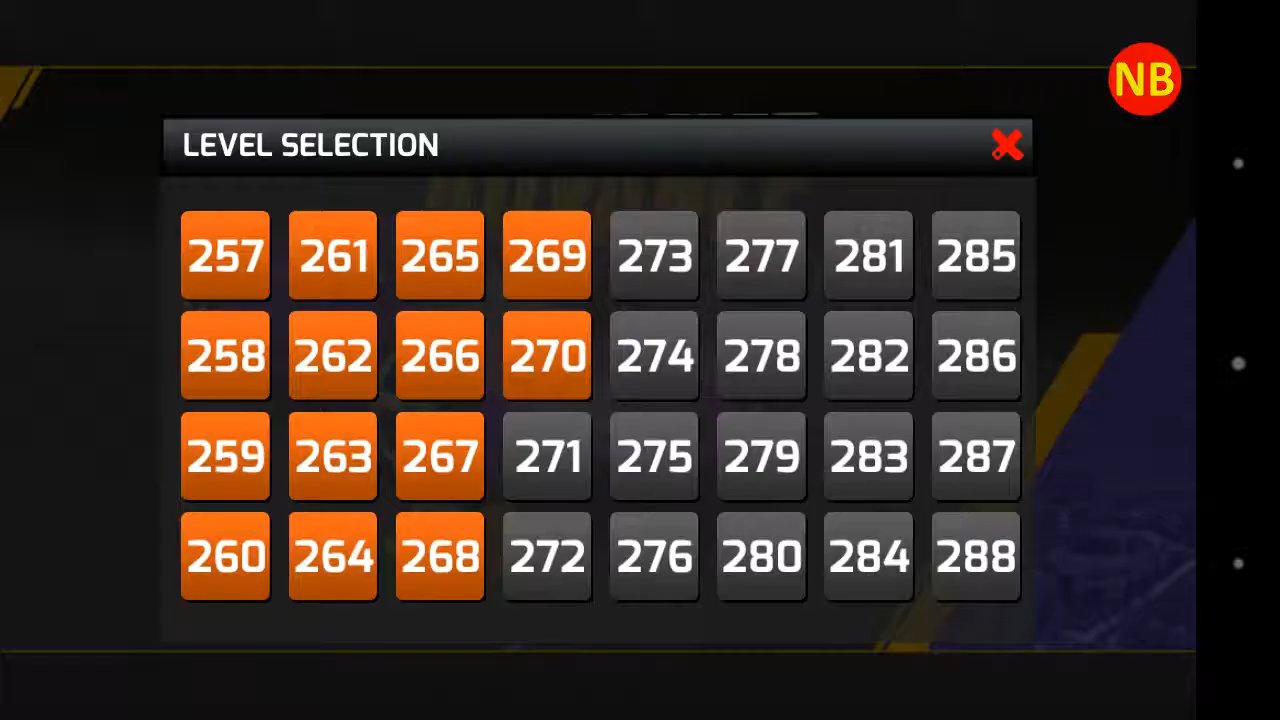 NB
LEVEL SELECTION
257 261 265 269 273 277 281 285
258 262 266 270 274 278 282 286
259 263 267 271 275 279 283 287
260 264 268 272 276 280 284 288